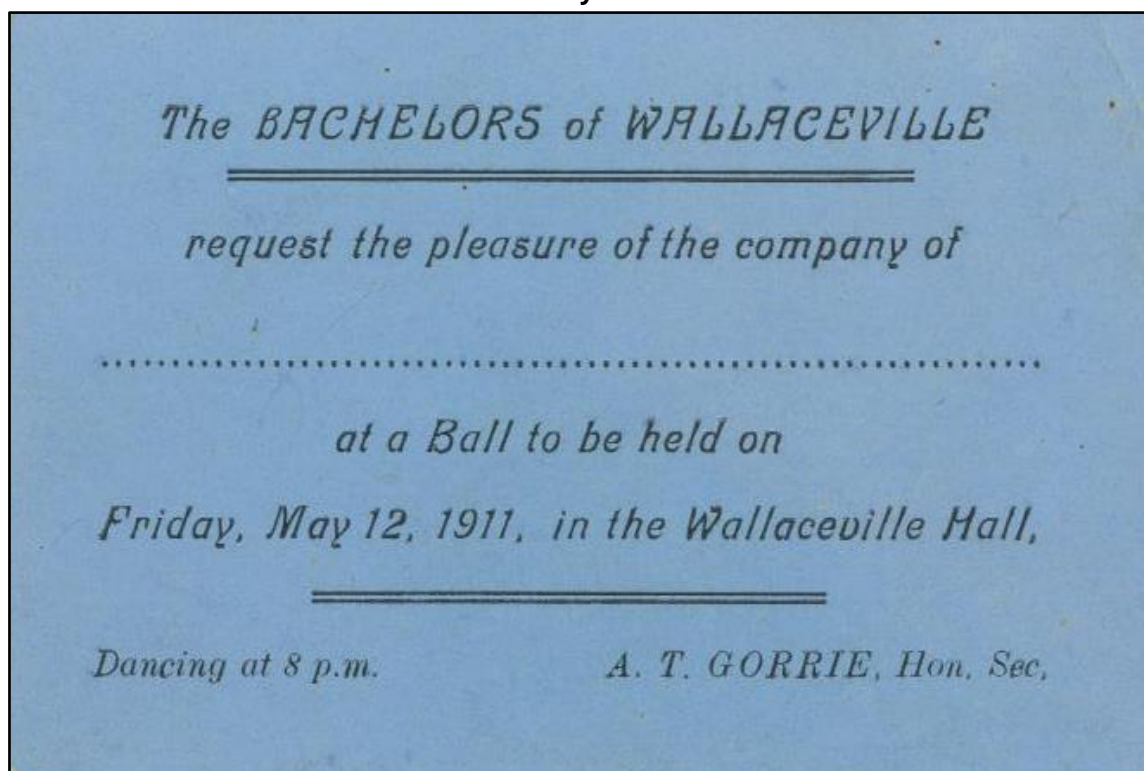 The BACHELORS of WALLACEVILLE
request the pleasure of the company of
................................................................................
at a Ball to be held on
Friday, May 12, 1911, in the Wallaceville Hall,
Dancing at 8 p.m. A. T. GORRIE, Hon. Sec,